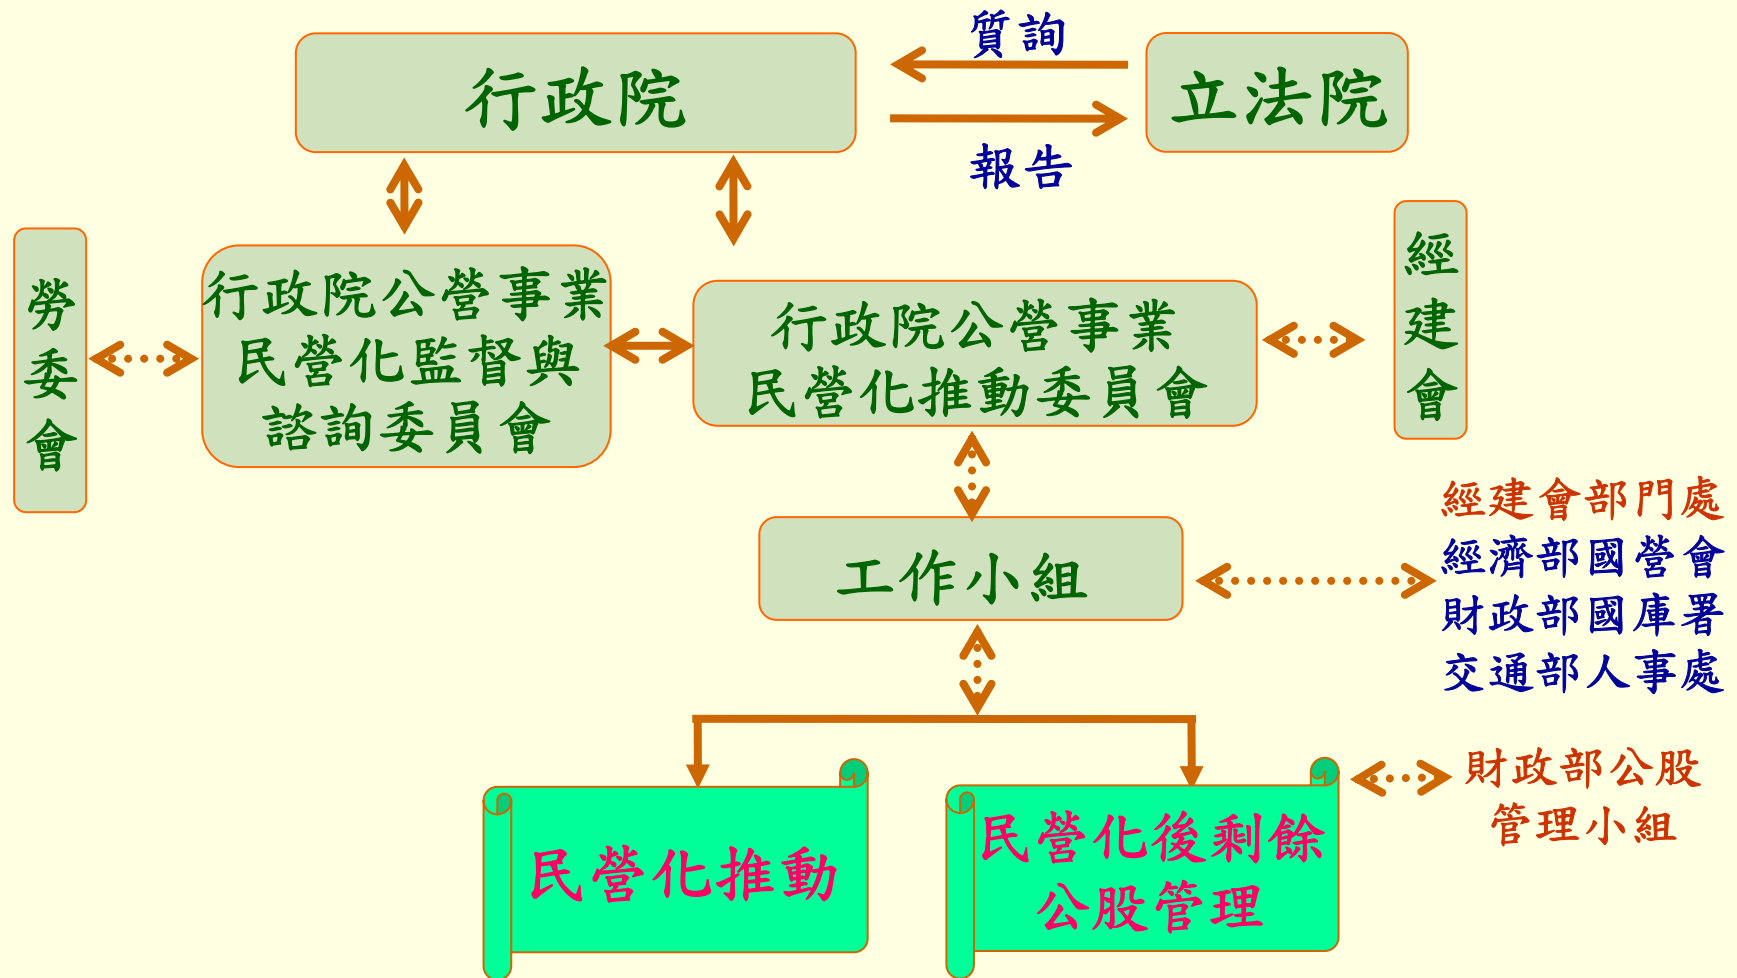 質詢
行政院
立法院
報告
勞委會
行政院公營事業
民營化監督與
諮詢委員會
行政院公營事業
民營化推動委員會
經建會
工作小組
經建會部門處
經濟部國營會
財政部國庫署
交通部人事處
民營化推動
民營化後剩餘
公股管理
財政部公股
管理小組